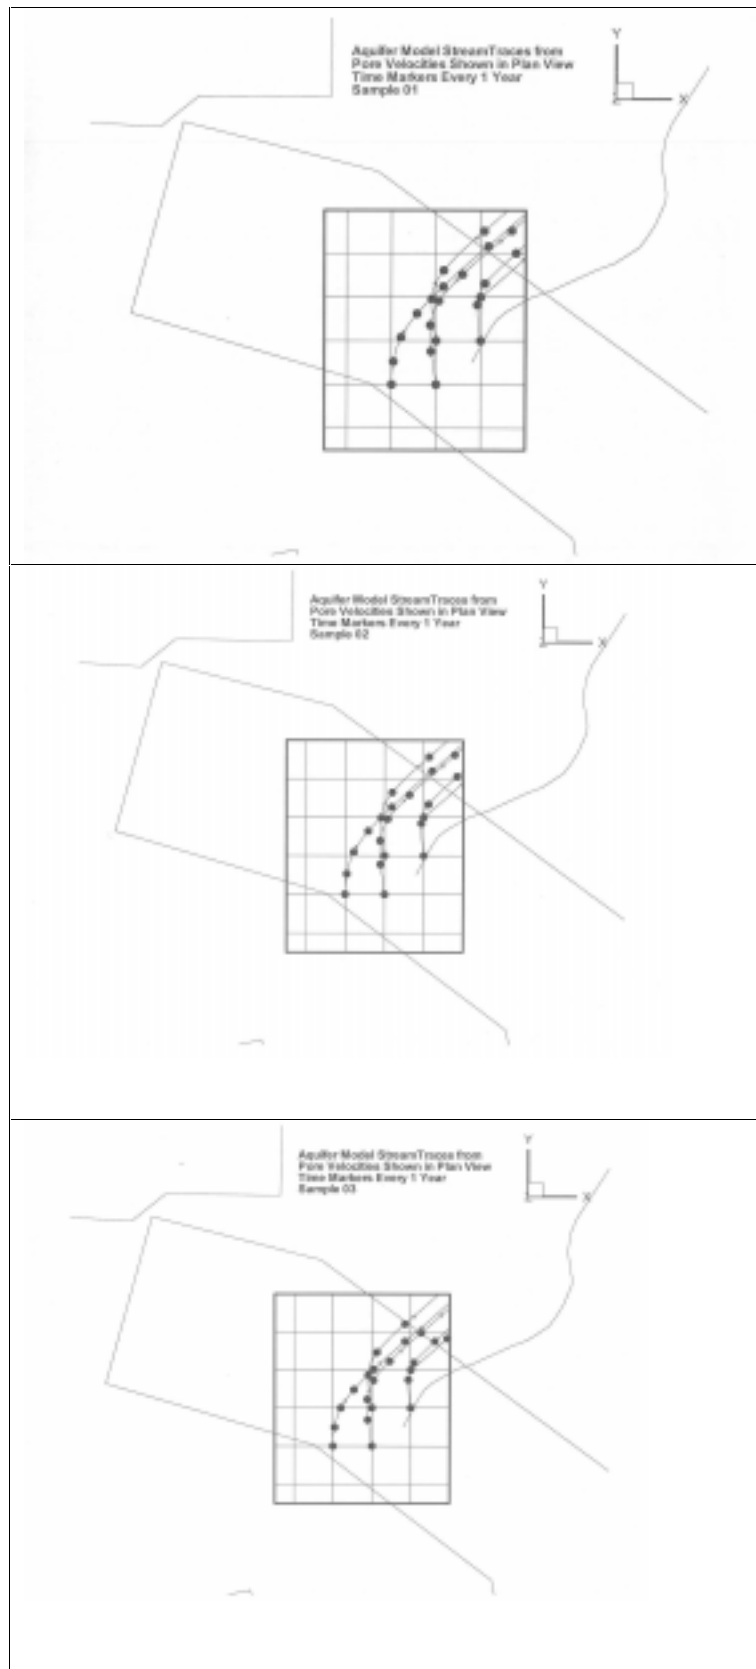 Aquifer Model StreamTraces from
Pore Velocities Shown in Plan View
Time Markers Every 1 Year
Sample 01
Y
X
Z
Aquifer Model StreamTraces from
Pore Velocities Shown in Plan View
Time Markers Every 1 Year
Sample 02
Y
X
Z
Aquifer Model StreamTraces from
Pore Velocities Shown in Plan View
Time Markers Every 1 Year
Sample 03
Y
X
Z